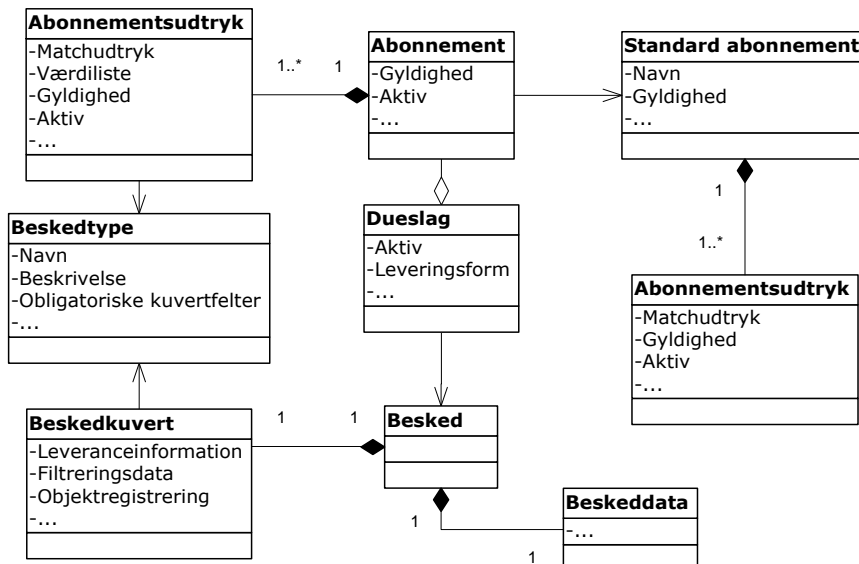 Abonnementsudtryk
-Matchudtryk
-Værdiliste
-Gyldighed
-Aktiv
-...
1..*
1
Abonnement
-Gyldighed
-Aktiv
-...
Standard abonnement
-Navn
-Gyldighed
-...
1
1..*
Beskedtype
-Navn
-Beskrivelse
-Obligatoriske kuvertfelter
-...
Dueslag
-Aktiv
-Leveringsform
-...
Abonnementsudtryk
-Matchudtryk
-Gyldighed
-Aktiv
-...
Beskedkuvert
-Leveranceinformation
-Filtreringsdata
-Objektregistrering
-...
1
1
Besked
1
1
Beskeddata
-...